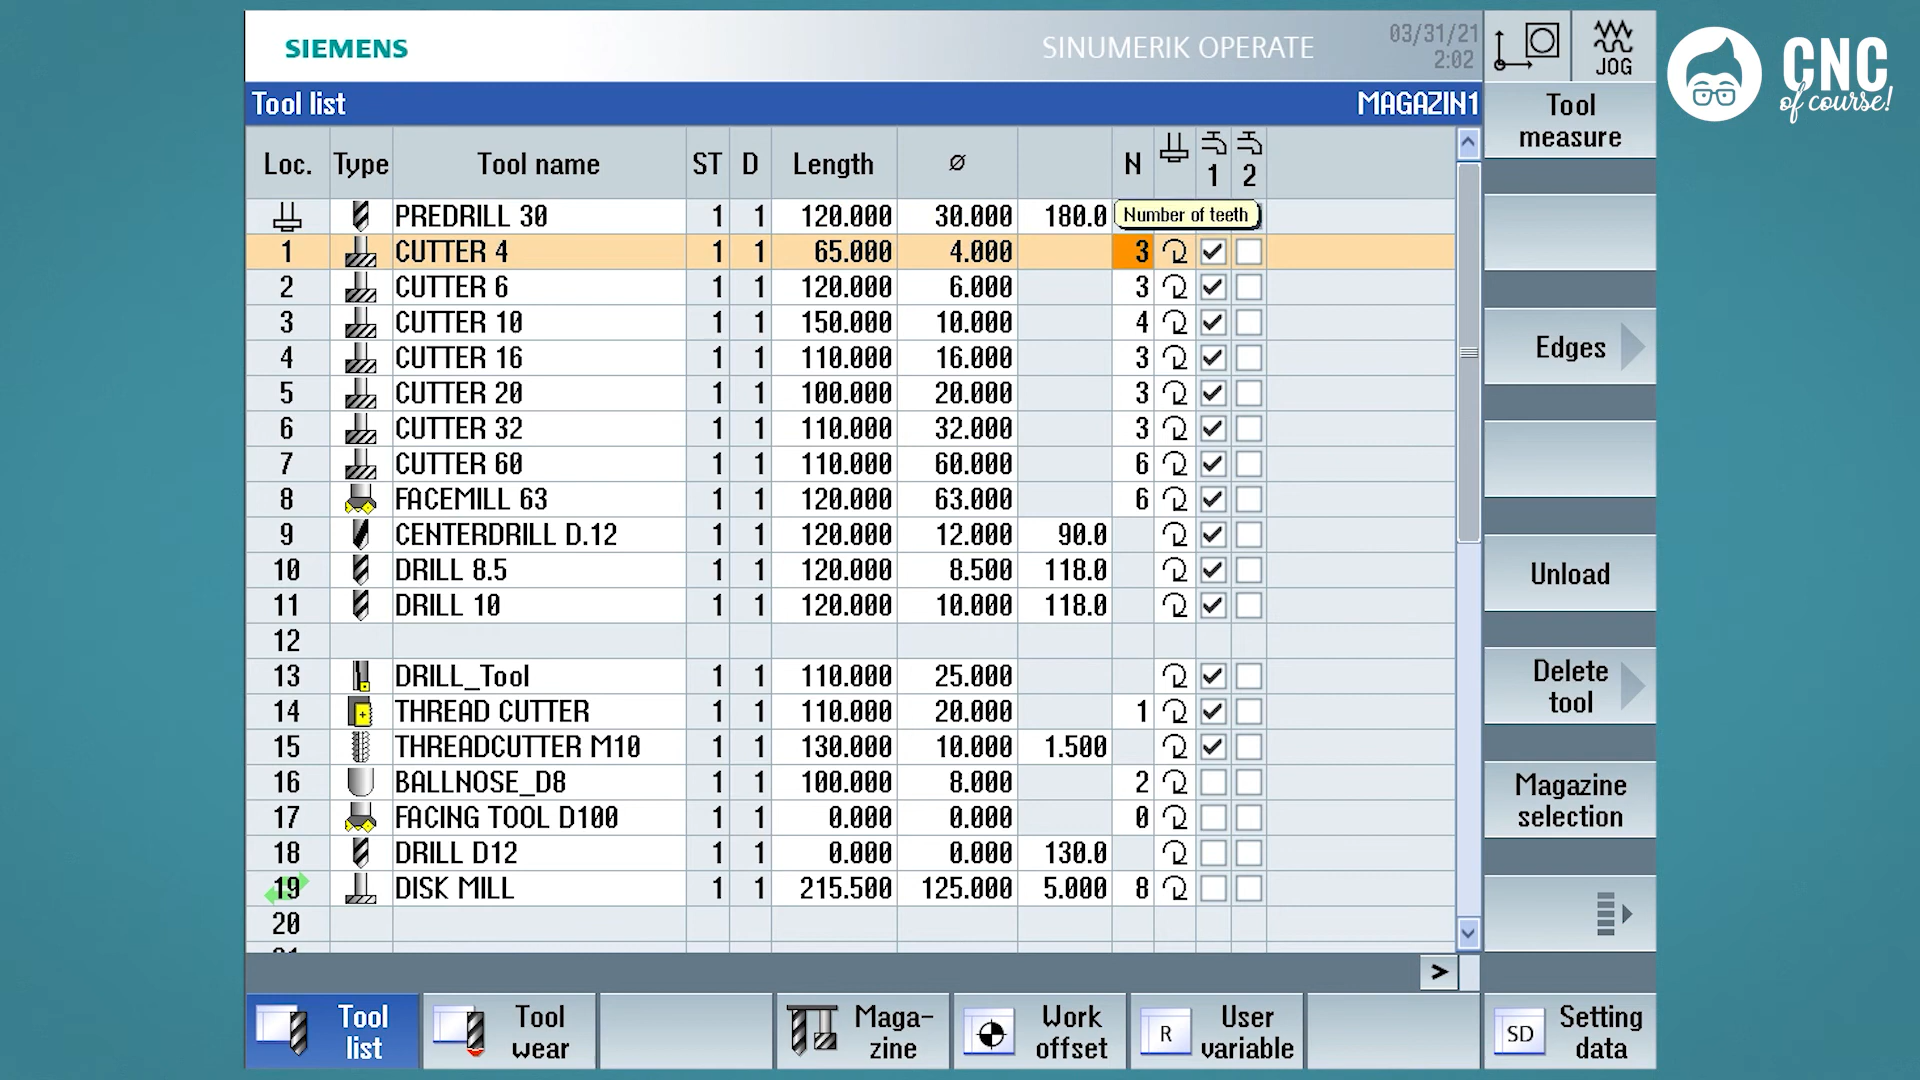 SIEMENS
SINUMERIK OPERATE
03/31/21
2:02
JOG
CNC
of course!
Tool list
MAGAZIN1
Tool
measure
Loc. Type Tool name ST D Length ø N 1 2
PREDRILL 30 1 1 120.000 30.000 180.0
Number of teeth
1 CUTTER 4 1 1 65.000 4.000 3
2 CUTTER 6 1 1 120.000 6.000 3
3 CUTTER 10 1 1 150.000 10.000 4
4 CUTTER 16 1 1 110.000 16.000 3
5 CUTTER 20 1 1 100.000 20.000 3
6 CUTTER 32 1 1 110.000 32.000 3
7 CUTTER 60 1 1 110.000 60.000 6
8 FACEMILL 63 1 1 120.000 63.000 6
9 CENTERDRILL D.12 1 1 120.000 12.000 90.0
10 DRILL 8.5 1 1 120.000 8.500 118.0
11 DRILL 10 1 1 120.000 10.000 118.0
12
13 DRILL_Tool 1 1 110.000 25.000
14 THREAD CUTTER 1 1 110.000 20.000 1
15 THREADCUTTER M10 1 1 130.000 10.000 1.500
16 BALLNOSE_D8 1 1 100.000 8.000 2
17 FACING TOOL D100 1 1 0.000 0.000 0
18 DRILL D12 1 1 0.000 0.000 130.0
19 DISK MILL 1 1 215.500 125.000 5.000 8
20
Edges
Unload
Delete
tool
Magazine
selection
>
Tool
list
Tool
wear
Maga-
zine
Work
offset
R
User
variable
SD
Setting
data